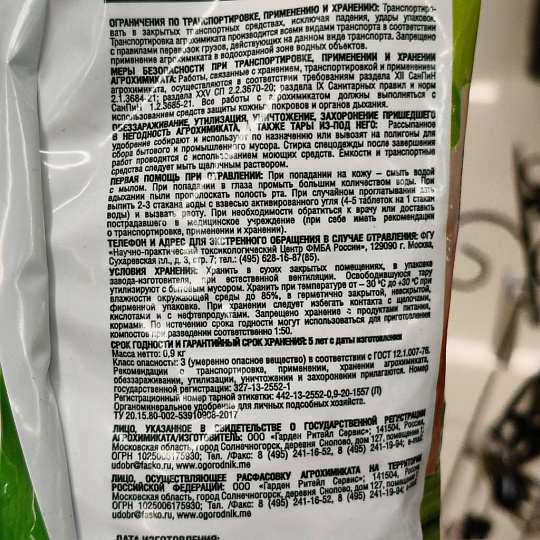 ОГРАНИЧЕНИЯ ПО ТРАНСПОРТИРОВКЕ, ПРИМЕНЕНИЮ И ХРАНЕНИЮ: Транспортиро-
вать в закрытых транспортных средствах, исключая падения, удары упаковок.
Транспортировка агрохимиката производится всеми видами транспорта в соответствии
с правилами перевозок грузов, действующих на данном виде транспорта. Запрещено
применение агрохимиката в водоохранной зоне водных объектов.
МЕРЫ БЕЗОПАСНОСТИ ПРИ ТРАНСПОРТИРОВКЕ, ПРИМЕНЕНИИ И ХРАНЕНИИ
АГРОХИМИКАТА: Работы, связанные с хранением, транспортировкой и применением
агрохимиката, осуществляются в соответствии требований раздела XII СанПиН
2.1.3684-21; раздела XXV СП 2.2.3670-20; раздела IX Санитарных правил и норм
СанПиН 1.2.3685-21. Все работы с агрохимикатом должны выполняться с
использованием средств защиты кожных покровов и органов дыхания.
ОБЕЗЗАРАЖИВАНИЕ, УТИЛИЗАЦИЯ, УНИЧТОЖЕНИЕ, ЗАХОРОНЕНИЕ ПРИШЕДШЕГО
В НЕГОДНОСТЬ АГРОХИМИКАТА, А ТАКЖЕ ТАРЫ ИЗ-ПОД НЕГО: Рассыпанное
удобрение собирают и используют по назначению или вывозят на полигоны для
сбора бытового и промышленного мусора. Стирка спецодежды после завершения
работ проводится с использованием моющих средств. Емкости и транспортные
средства следует мыть щелочным раствором.
ПЕРВАЯ ПОМОЩЬ ПРИ ОТРАВЛЕНИИ: При попадании на кожу – смыть водой
с мылом. При попадании в глаза промыть большим количеством воды. При
вдыхании пыли прополоскать полость рта. При случайном проглатывании дать
выпить 2-3 стакана воды с взвесью активированного угля (4-5 таблеток на 1 стакан
воды) и вызвать рвоту. При необходимости обратиться к врачу или доставить
пострадавшего в медицинское учреждение (при себе иметь рекомендации
о транспортировке, применении и хранении).
ТЕЛЕФОН И АДРЕС ДЛЯ ЭКСТРЕННОГО ОБРАЩЕНИЯ В СЛУЧАЕ ОТРАВЛЕНИЯ: ФГУ
«Научно-практический токсикологический Центр ФМБА России», 129090 г. Москва,
Сухаревская пл., д. 3, стр. 7; тел.: (495) 628-16-87(85).
УСЛОВИЯ ХРАНЕНИЯ: Хранить в сухих закрытых помещениях, в упаковке
завода-изготовителя, при естественной вентиляции. Освободившуюся тару
утилизируют с бытовым мусором. Хранить при температуре от – 30 °С до +30 °С при
влажности окружающей среды до 85%, в герметично закрытой, невскрытой,
фирменной упаковке. При хранении следует избегать контакта с щелочами,
кислотами и с нефтепродуктами. Запрещено хранение с продуктами питания,
кормами. По истечению срока годности могут использоваться для приготовления
компостов при разведении соответственно 1:50.
СРОК ГОДНОСТИ И ГАРАНТИЙНЫЙ СРОК ХРАНЕНИЯ: 5 лет с даты изготовления
Масса нетто: 0,9 кг
Класс опасности: 3 (умеренно опасное вещество) в соответствии с ГОСТ 12.1.007-76.
Рекомендации о транспортировке, применении, хранении агрохимиката,
обеззараживании, утилизации, уничтожении и захоронении прилагаются. Номер
государственной регистрации: 327-13-2552-1
Регистрационный номер тарной этикетки: 442-13-2552-0,9-20-1557 (Л)
Органоминеральное удобрение для личных подсобных хозяйств.
ТУ 20.15.80-002-53910908-2017
ЛИЦО, УКАЗАННОЕ В СВИДЕТЕЛЬСТВЕ О ГОСУДАРСТВЕННОЙ РЕГИСТРАЦИИ
АГРОХИМИКАТА/ИЗГОТОВИТЕЛЬ: ООО «Гарден Ритейл Сервис»; 141504, Россия,
Московская область, город Солнечногорск, деревня Снопово, дом 127, помещение
ОГРН 1025006175930; Тел. /Факс: 8 (495) 241-16-52, 8 (495) 241-19-94 e-mail:
udobr@fasko.ru, www.ogorodnik.me
ЛИЦО, ОСУЩЕСТВЛЯЮЩЕЕ РАСФАСОВКУ АГРОХИМИКАТА НА ТЕРРИТОРИИ
РОССИЙСКОЙ ФЕДЕРАЦИИ: ООО «Гарден Ритейл Сервис»; 141504, Россия,
Московская область, город Солнечногорск, деревня Снопово, дом 127, помещение
ОГРН 1025006175930; Тел. /Факс: 8 (495) 241-16-52, 8 (495) 241-19-94,
udobr@fasko.ru, www.ogorodnik.me
ДАТА ИЗГОТОВЛЕНИЯ: